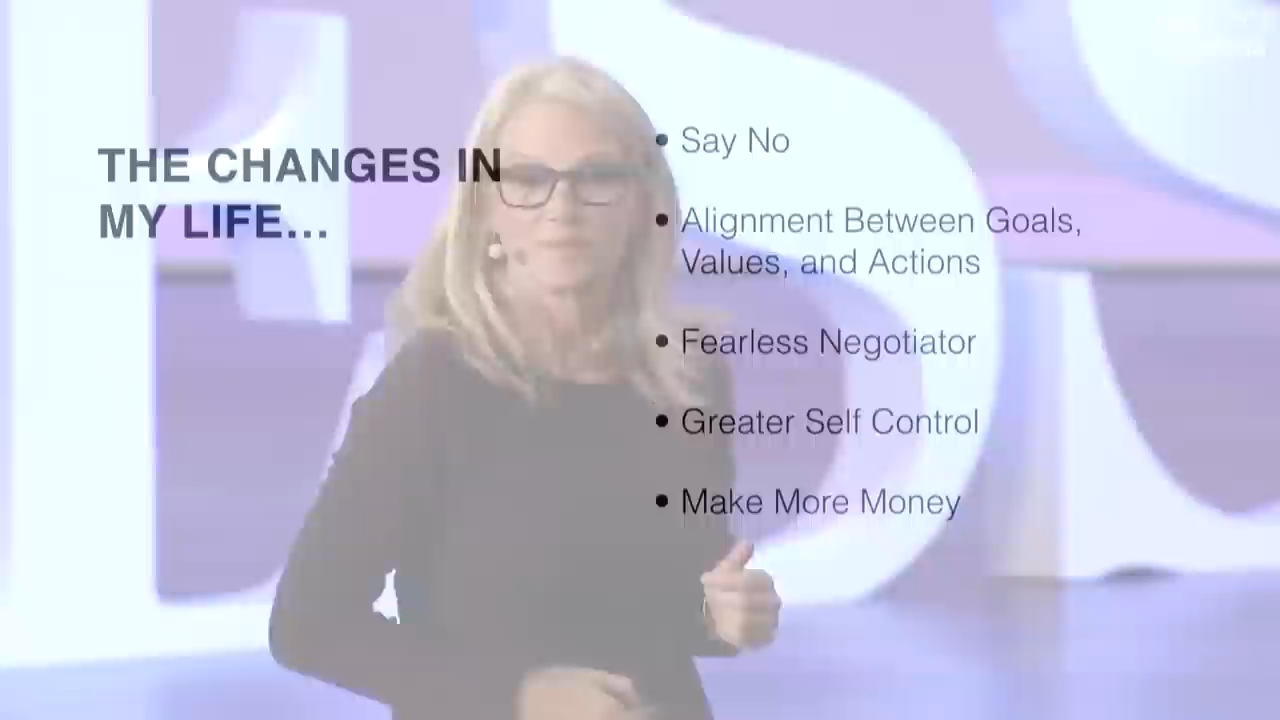 THE CHANGES IN
MY LIFE...
• Say No
• Alignment Between Goals,
Values, and Actions
• Fearless Negotiator
• Greater Self Control
• Make More Money